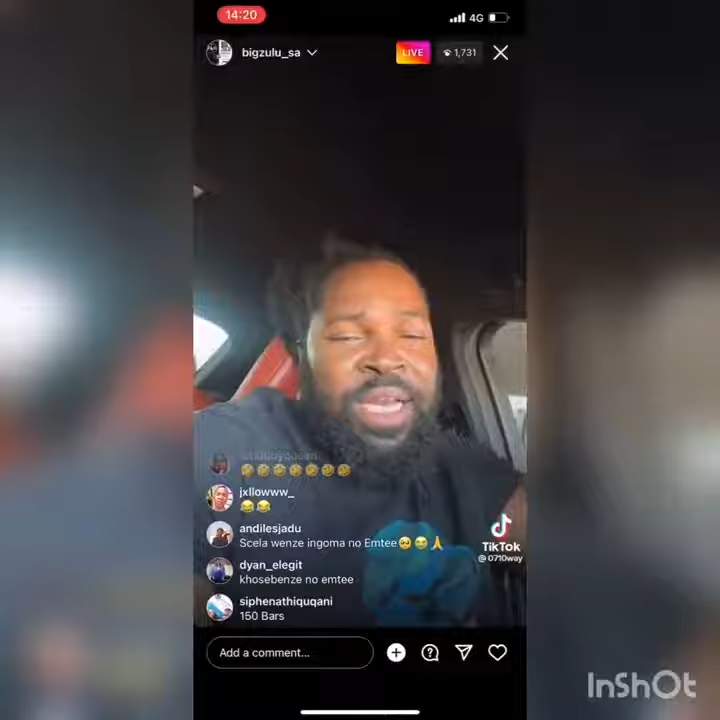 14:20
4G
bigzulu_sa
LIVE
1,731
🤣🤣🤣🤣🤣🤣🤣
jxllowww_
😂😂
andilesjadu
Scela wenze ingoma no Emtee🥺😭🙏
dyan_elegit
khosebenze no emtee
siphenathiquqani
150 Bars
TikTok
@0710way
Add a comment...
InShOt